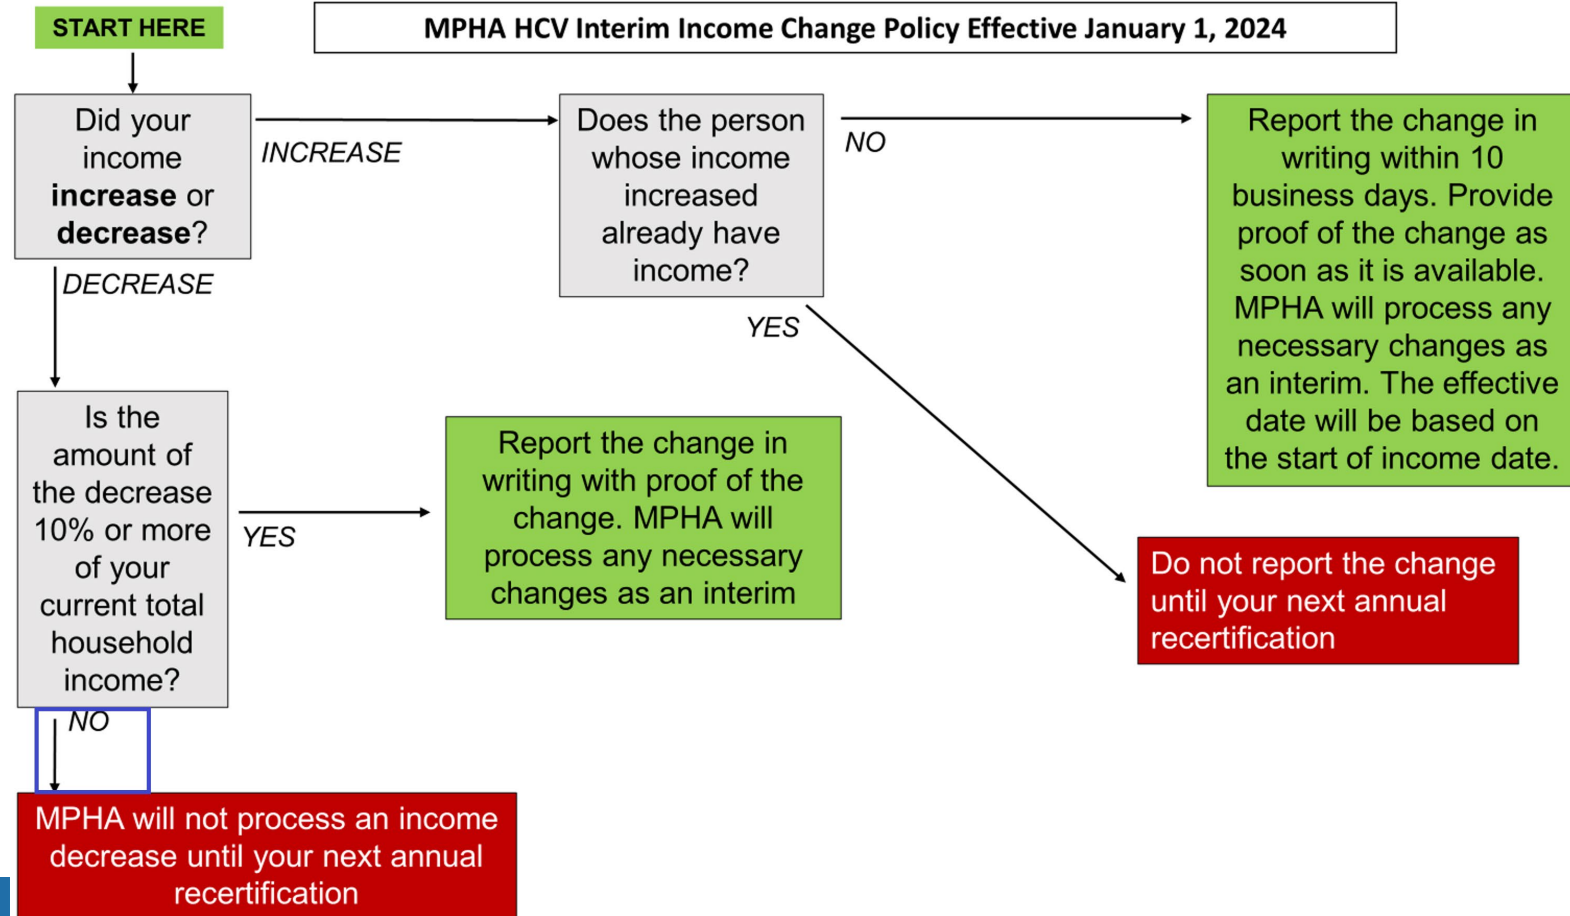 START HERE
MPHA HCV Interim Income Change Policy Effective January 1, 2024
Did your
income
increase or
decrease?
INCREASE
Does the person
whose income
increased
already have
income?
NO
Report the change in
writing within 10
business days. Provide
proof of the change as
soon as it is available.
MPHA will process any
necessary changes as
an interim. The effective
date will be based on
the start of income date.
DECREASE
YES
Is the
amount of
the decrease
10% or more
of your
current total
household
income?
YES
Report the change in
writing with proof of the
change. MPHA will
process any necessary
changes as an interim
Do not report the change
until your next annual
recertification
NO
MPHA will not process an income
decrease until your next annual
recertification